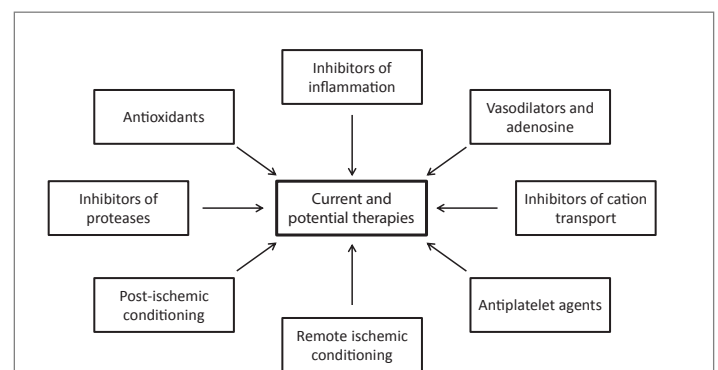 Inhibitors of
inflammation
Antioxidants
Vasodilators and
adenosine
Inhibitors of
proteases
Current and
potential therapies
Inhibitors of cation
transport
Post-ischemic
conditioning
Antiplatelet agents
Remote ischemic
conditioning